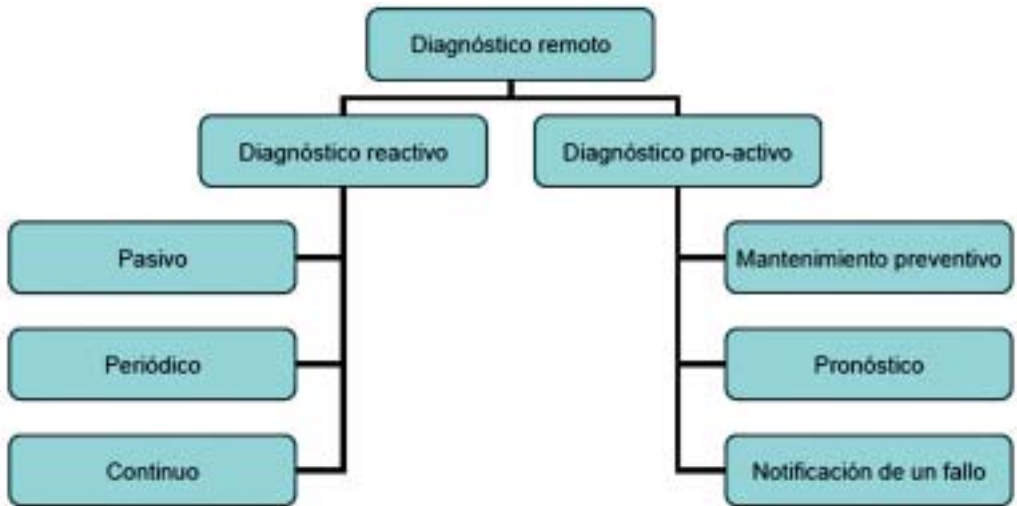 Diagnóstico remoto
Diagnóstico reactivo
Diagnóstico pro-activo
Pasivo
Mantenimiento preventivo
Periódico
Pronóstico
Continuo
Notificación de un fallo